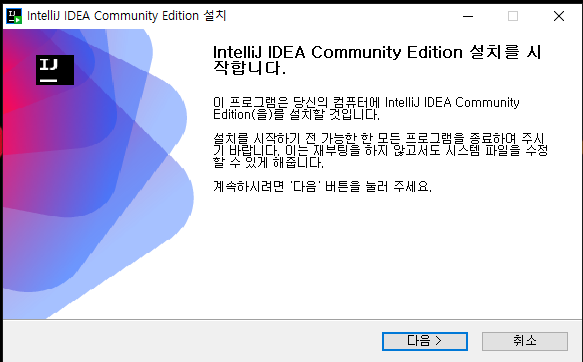 IntelliJ IDEA Community Edition 설치
IJ
IntelliJ IDEA Community Edition 설치를 시
작합니다.
이 프로그램은 당신의 컴퓨터에 IntelliJ IDEA Community
Edition(을)를 설치할 것입니다.
설치를 시작하기 전 가능한 한 모든 프로그램을 종료하여 주시
기 바랍니다. 이는 재부팅을 하지 않고서도 시스템 파일을 수정
할 수 있게 해줍니다.
계속하시려면 '다음' 버튼을 눌러 주세요.
다음 >
취소